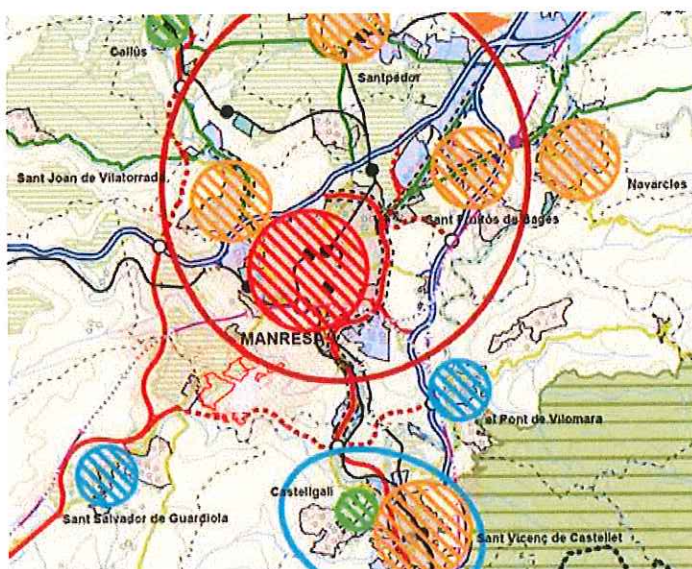 Callús
Santpedor
Sant Joan de Vilatorrada
Navarcles
Sant Fruitós de Bages
MANRESA
el Pont de Vilomara
Castellgalí
Sant Salvador de Guardiola
Sant Vicenç de Castellet